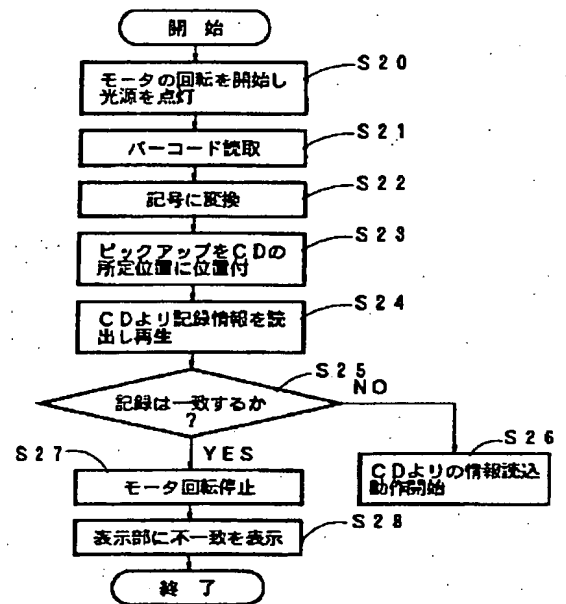 開始
モータの回転を開始し
光源を点灯
S20
バーコード読取
S21
記号に変換
S22
ピックアップをCDの
所定位置に位置付
S23
CDより記録情報を読
出し再生
S24
記録は一致するか
?
S25
NO
YES
CDよりの情報読込
動作開始
S26
S27
モータ回転停止
表示部に不一致を表示
S28
終了